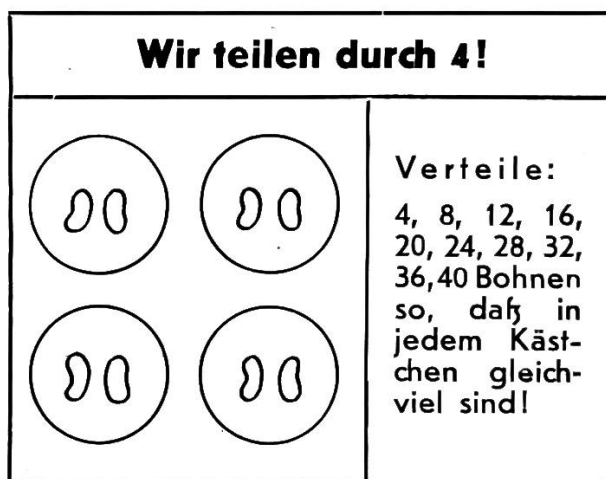 Wir teilen durch 4!
Verteile:
4, 8, 12, 16,
20, 24, 28, 32,
36,40 Bohnen
so, daß in
jedem Käst-
chen gleich-
viel sind!